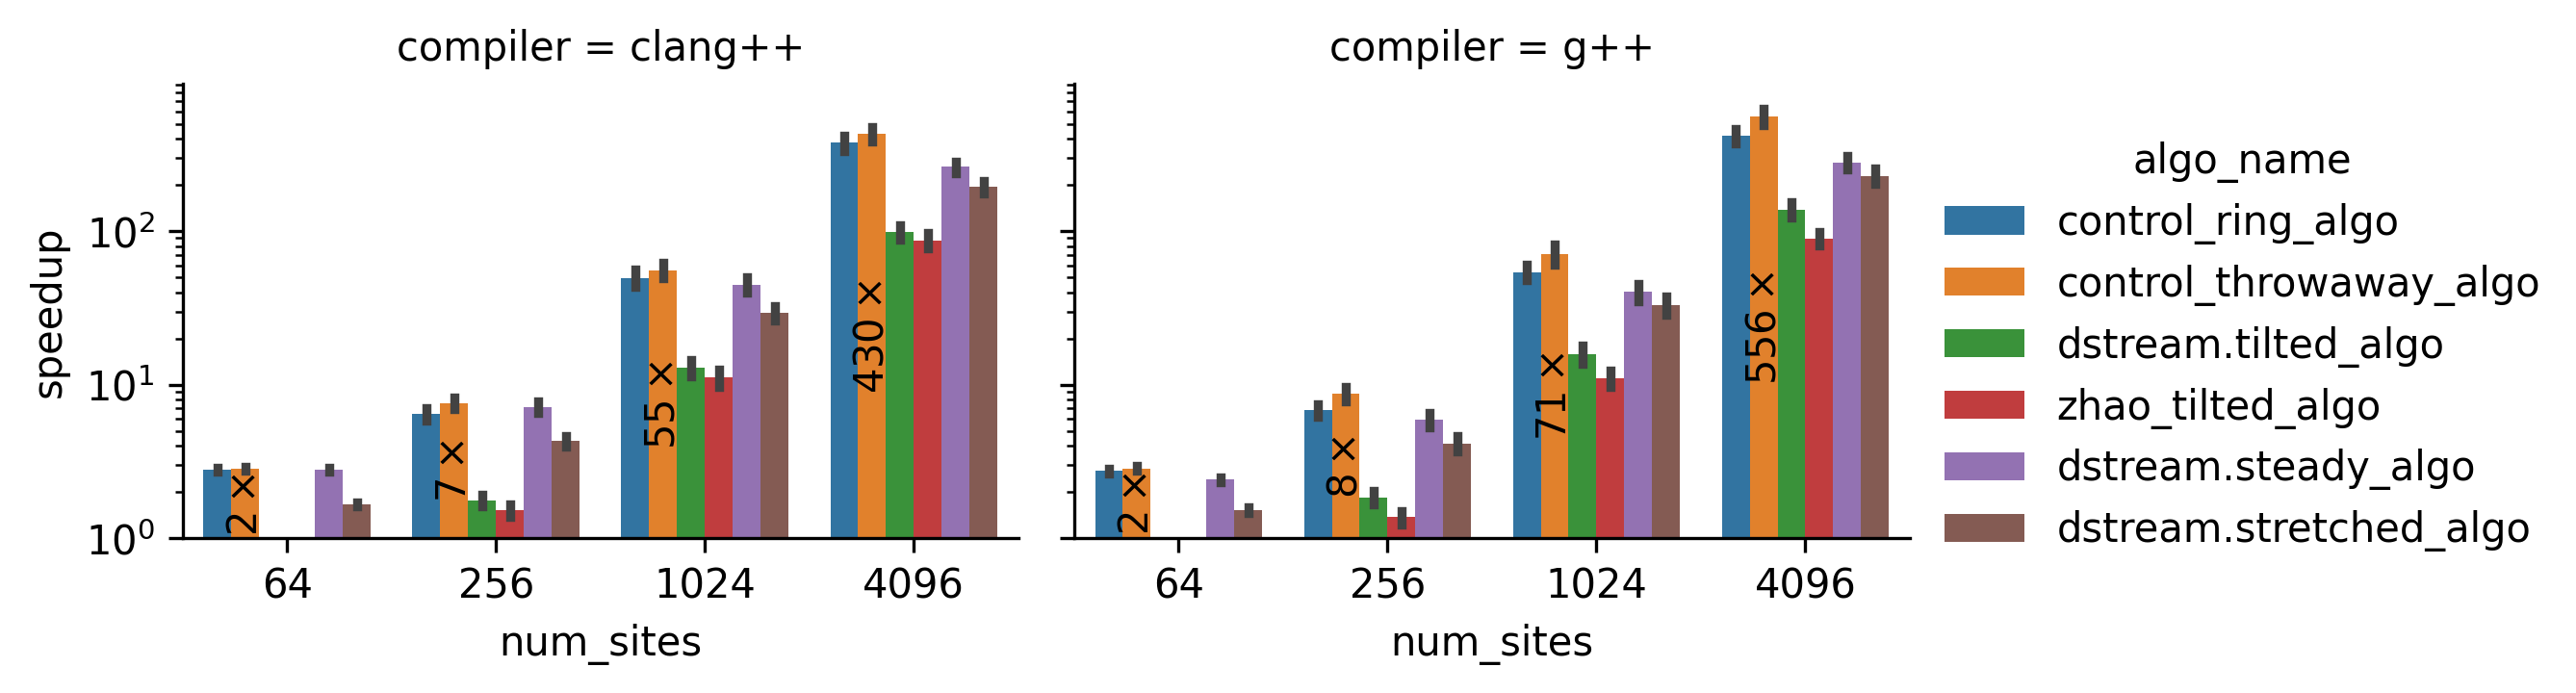 compiler = clang++
compiler = g++
speedup
10²
10¹
10⁰
2×
7×
55×
430×
64
256
1024
4096
num_sites
2×
8×
71×
556×
64
256
1024
4096
num_sites
algo_name
control_ring_algo
control_throwaway_algo
dstream.tilted_algo
zhao_tilted_algo
dstream.steady_algo
dstream.stretched_algo